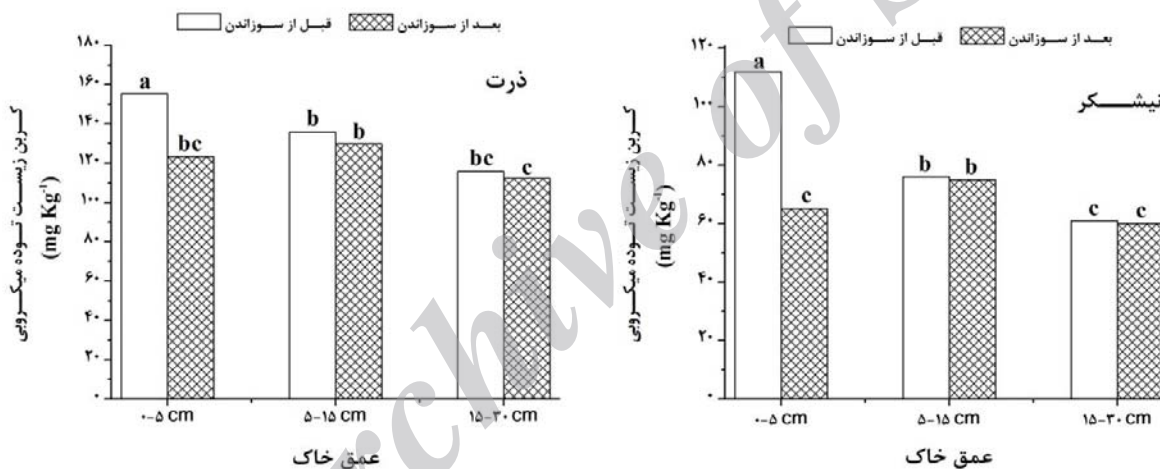 قبل از سوزاندن
بعد از سوزاندن
ذرت
کربن زیست توده میکروبی
(mg Kg-1)
۱۸۰
۱۶۰
۱۴۰
۱۲۰
۱۰۰
۸۰
۶۰
۴۰
۲۰
۰
a
bc
b
b
bc
c
۰-۵ cm
۵-۱۵ cm
۱۵-۳۰ cm
عمق خاک
قبل از سوزاندن
بعد از سوزاندن
نیشکر
کربن زیست توده میکروبی
(mg Kg-1)
۱۲۰
۱۰۰
۸۰
۶۰
۴۰
۲۰
۰
a
c
b
b
c
c
۰-۵ cm
۵-۱۵ cm
۱۵-۳۰ cm
عمق خاک
rchive of